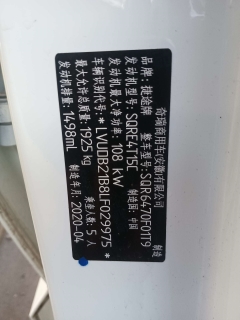 奇瑞商用车(安徽)有限公司 制造
品牌:捷途牌 整车型号:SQR6470F01T9
发动机型号:SQRE4T15C 制造国:中国
发动机最大净功率:108 kW
车辆识别代号:*LVUDB21B8LF029975*
最大允许总质量:1925 kg 乘坐人数:5 人
发动机排量:1498mL 制造年月:2020-04